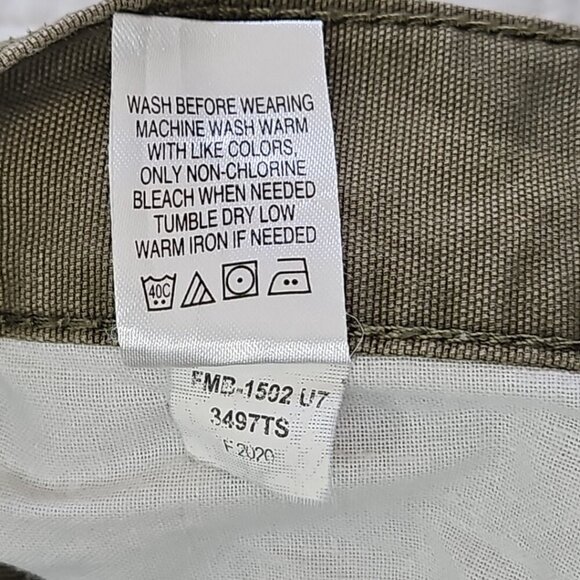 WASH BEFORE WEARING
MACHINE WASH WARM
WITH LIKE COLORS,
ONLY NON-CHLORINE
BLEACH WHEN NEEDED
TUMBLE DRY LOW
WARM IRON IF NEEDED
40C
FMB-1502 U7
3497TS
F 2020